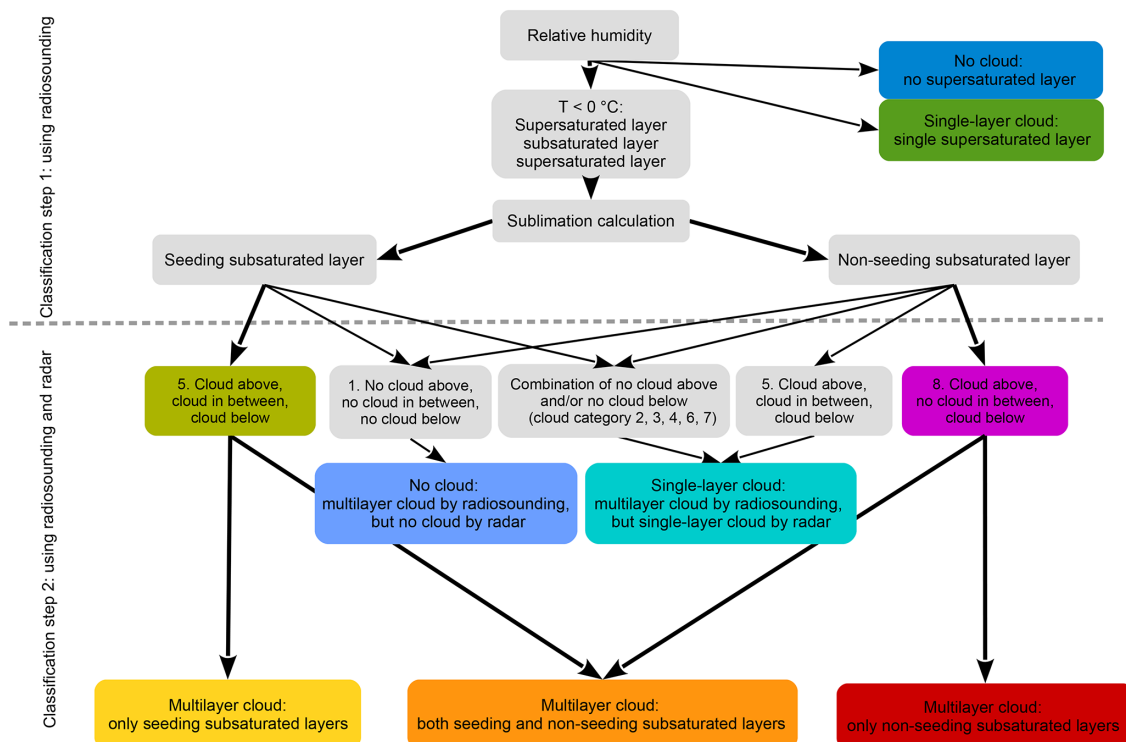 Classification step 1: using radiosounding
Relative humidity
No cloud:
no supersaturated layer
T < 0 °C:
Supersaturated layer
subsaturated layer
supersaturated layer
Single-layer cloud:
single supersaturated layer
Sublimation calculation
Seeding subsaturated layer
Non-seeding subsaturated layer
Classification step 2: using radiosounding and radar
5. Cloud above,
cloud in between,
cloud below
1. No cloud above,
no cloud in between,
no cloud below
Combination of no cloud above
and/or no cloud below
(cloud category 2, 3, 4, 6, 7)
5. Cloud above,
cloud in between,
cloud below
8. Cloud above,
no cloud in between,
cloud below
No cloud:
multilayer cloud by radiosounding,
but no cloud by radar
Single-layer cloud:
multilayer cloud by radiosounding,
but single-layer cloud by radar
Multilayer cloud:
only seeding subsaturated layers
Multilayer cloud:
both seeding and non-seeding subsaturated layers
Multilayer cloud:
only non-seeding subsaturated layers